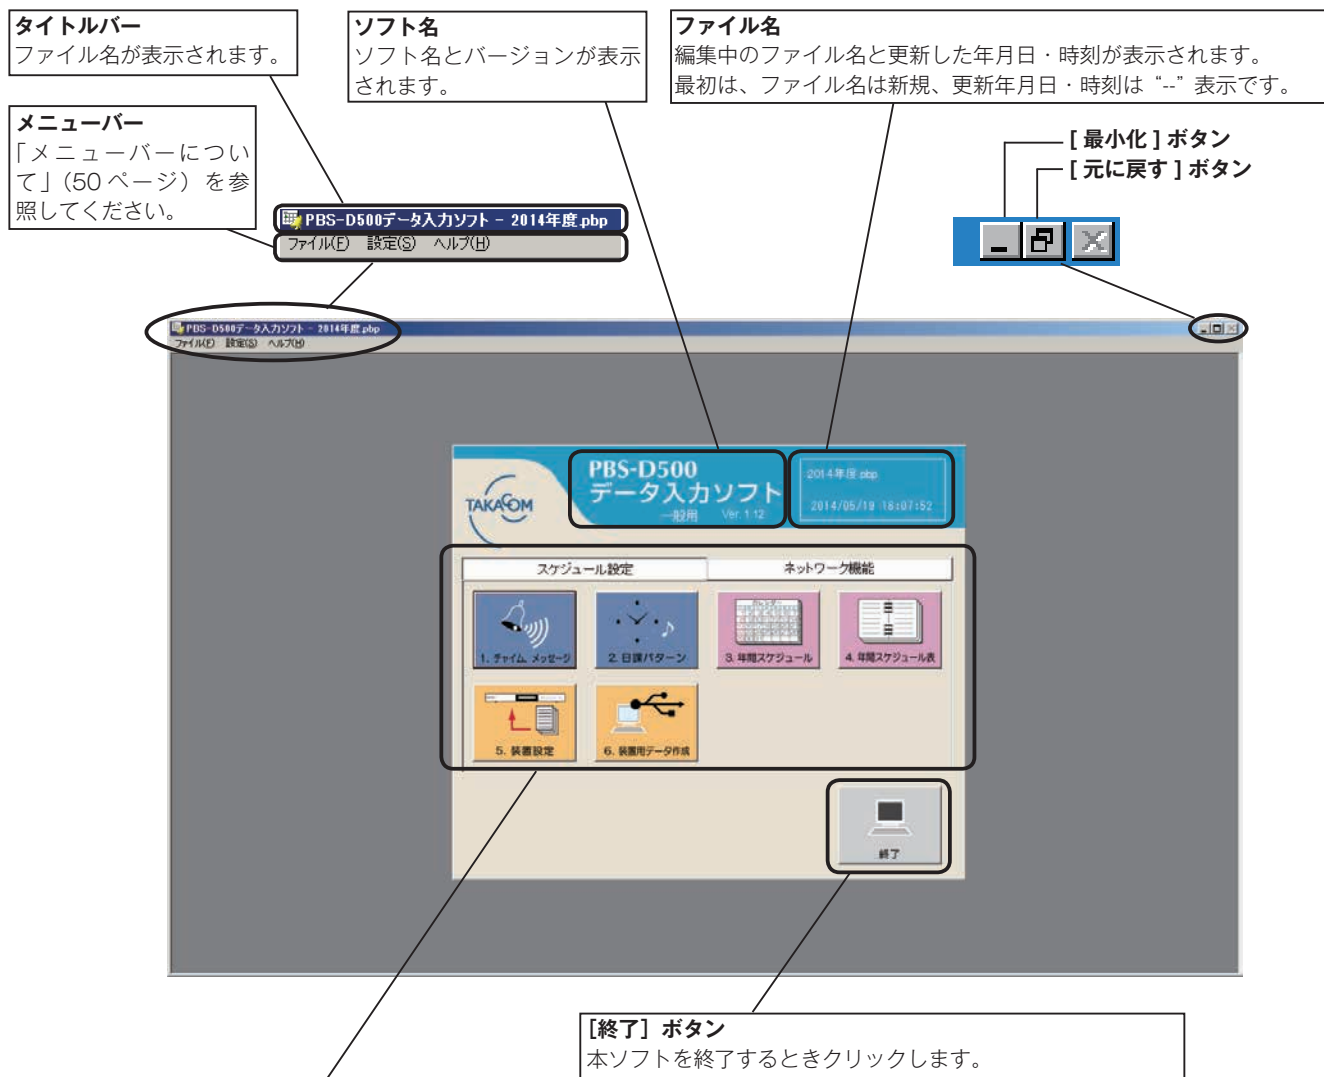 タイトルバー
ファイル名が表示されます。
ソフト名
ソフト名とバージョンが表示
されます。
ファイル名
編集中のファイル名と更新した年月日・時刻が表示されます。
最初は、ファイル名は新規、更新年月日・時刻は“--”表示です。
メニューバー
「メニューバーについ
て」(50 ページ）を参
照してください。
[ 最小化 ] ボタン
[ 元に戻す ] ボタン
PBS-D500データ入力ソフト - 2014年度.pbp
ファイル(F) 設定(S) ヘルプ(H)
PBS-D500データ入力ソフト - 2014年度.pbp
ファイル(F) 設定(S) ヘルプ(H)
TAKACOM
PBS-D500
データ入力ソフト
一般用 Ver. 1.12
2014年度.pbp
2014/05/19 16:07:52
スケジュール設定 ネットワーク機能
1. チャイム、メッセージ
2. 日課パターン
3. 年間スケジュール
4. 年間スケジュール表
5. 装置設定
6. 装置用データ作成
終了
[終了］ボタン
本ソフトを終了するときクリックします。